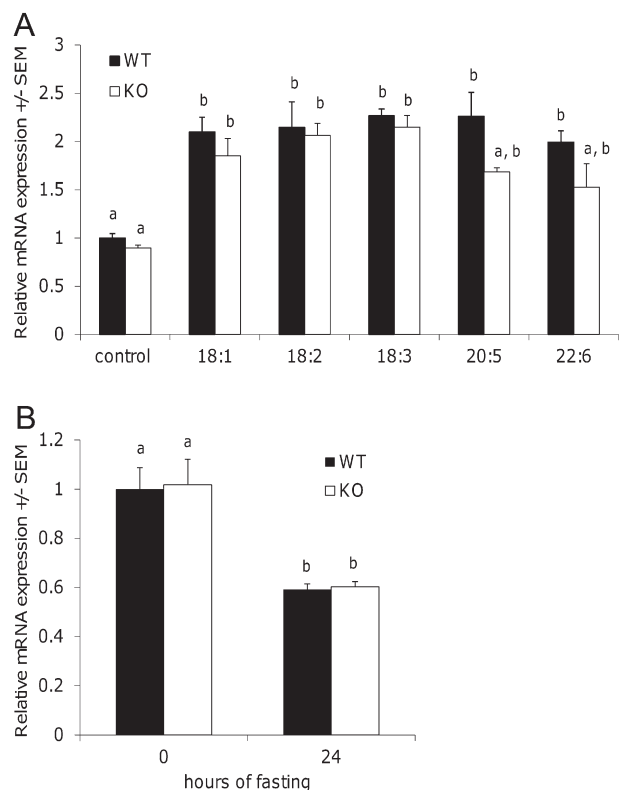 A
Relative mRNA expression +/- SEM
3
2.5
2
1.5
1
0.5
0
WT
KO
a a
b b
b b
b b
b a, b
b a, b
control 18:1 18:2 18:3 20:5 22:6
B
Relative mRNA expression +/- SEM
1.2
1
0.8
0.6
0.4
0.2
0
WT
KO
a a
b b
0 24
hours of fasting